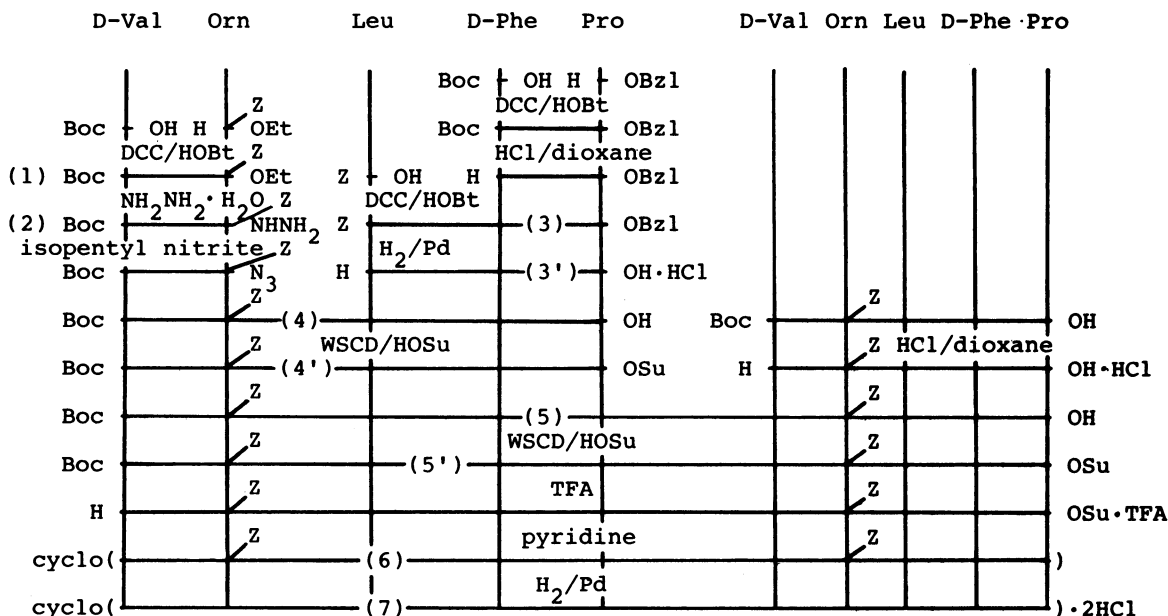 D-Val Orn Leu D-Phe Pro D-Val Orn Leu D-Phe·Pro
Boc OH H OBzl
DCC/HOBt
Z
Boc OH H OEt Boc OBzl
DCC/HOBt Z HCl/dioxane
(1) Boc OEt Z OH H OBzl
NH2NH2·H2O Z DCC/HOBt
(2) Boc NHNH2 Z (3) OBzl
isopentyl nitrite Z H2/Pd
Boc N3 H (3') OH·HCl
Z Z
Boc (4) OH Boc OH
Z WSCD/HOSu Z HCl/dioxane
Boc (4') OSu H OH·HCl
Z Z
Boc (5) OH
Z WSCD/HOSu Z
Boc (5') OSu
Z TFA Z
H OSu·TFA
Z pyridine Z
cyclo( (6) )
H2/Pd
cyclo( (7) )·2HCl